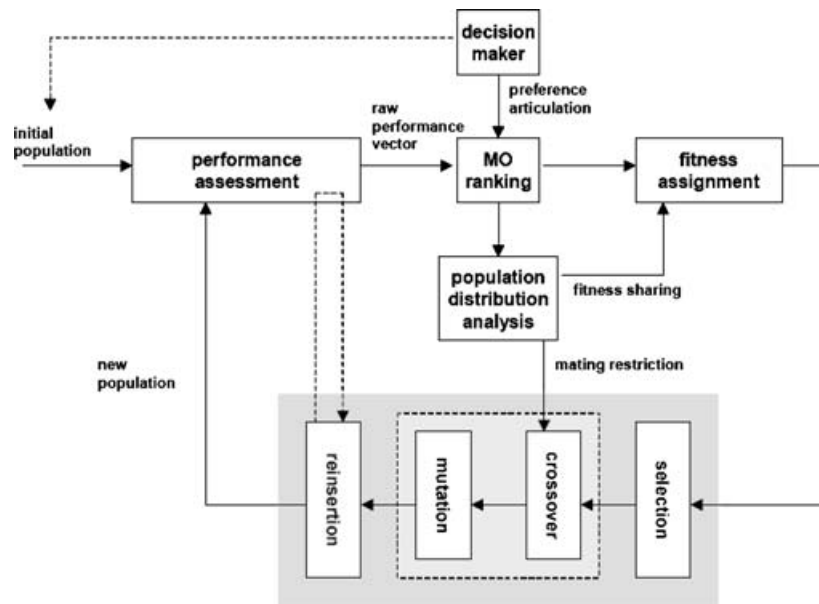 decision
maker
preference
articulation
initial
population
raw
performance
vector
performance
assessment
MO
ranking
fitness
assignment
population
distribution
analysis
fitness sharing
new
population
mating restriction
reinsertion
mutation
crossover
selection